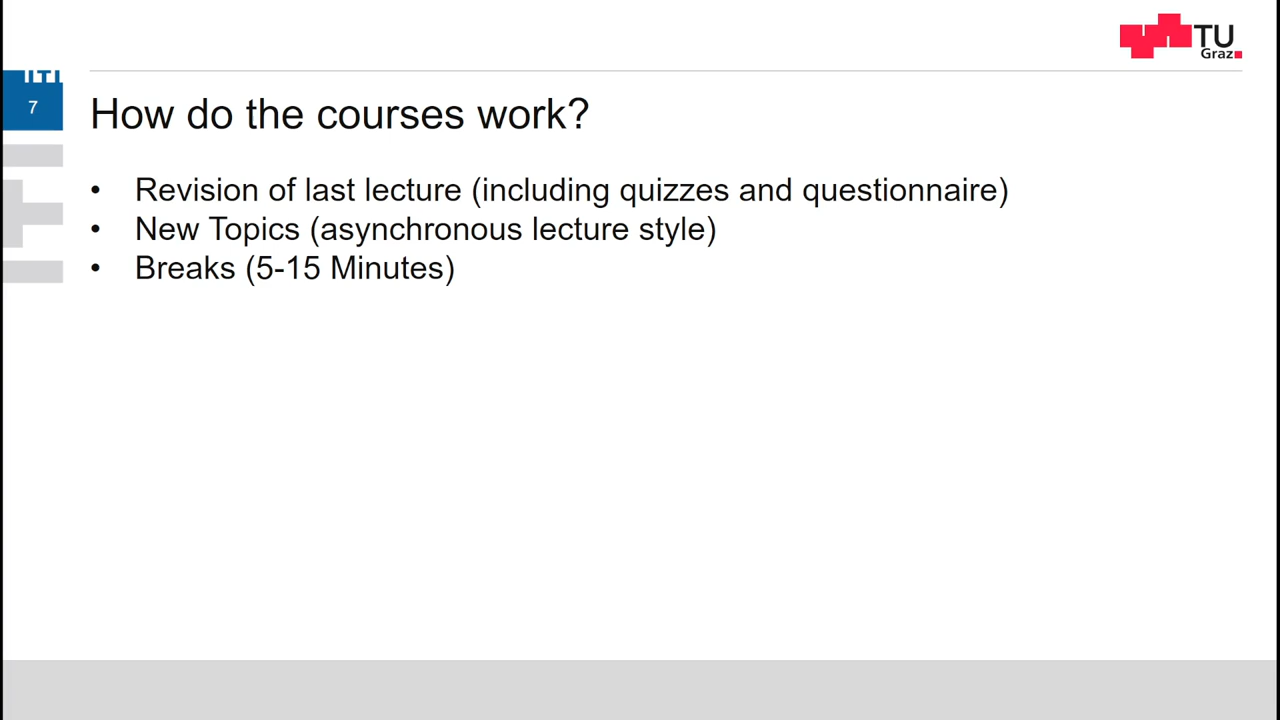 TU
Graz
7
How do the courses work?
• Revision of last lecture (including quizzes and questionnaire)
• New Topics (asynchronous lecture style)
• Breaks (5-15 Minutes)